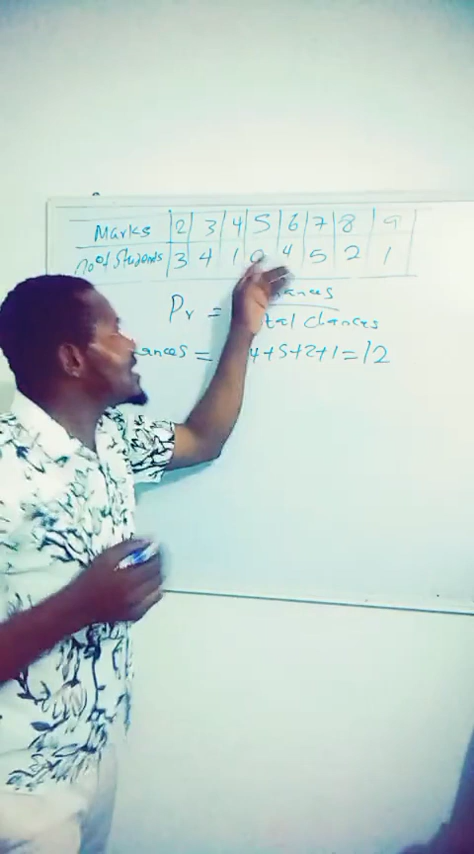 Marks 2 3 4 5 6 7 8 9
no of Students 3 4 1 0 4 5 2 1
Pr =
tal chances
ances = 4+5+2+1=12